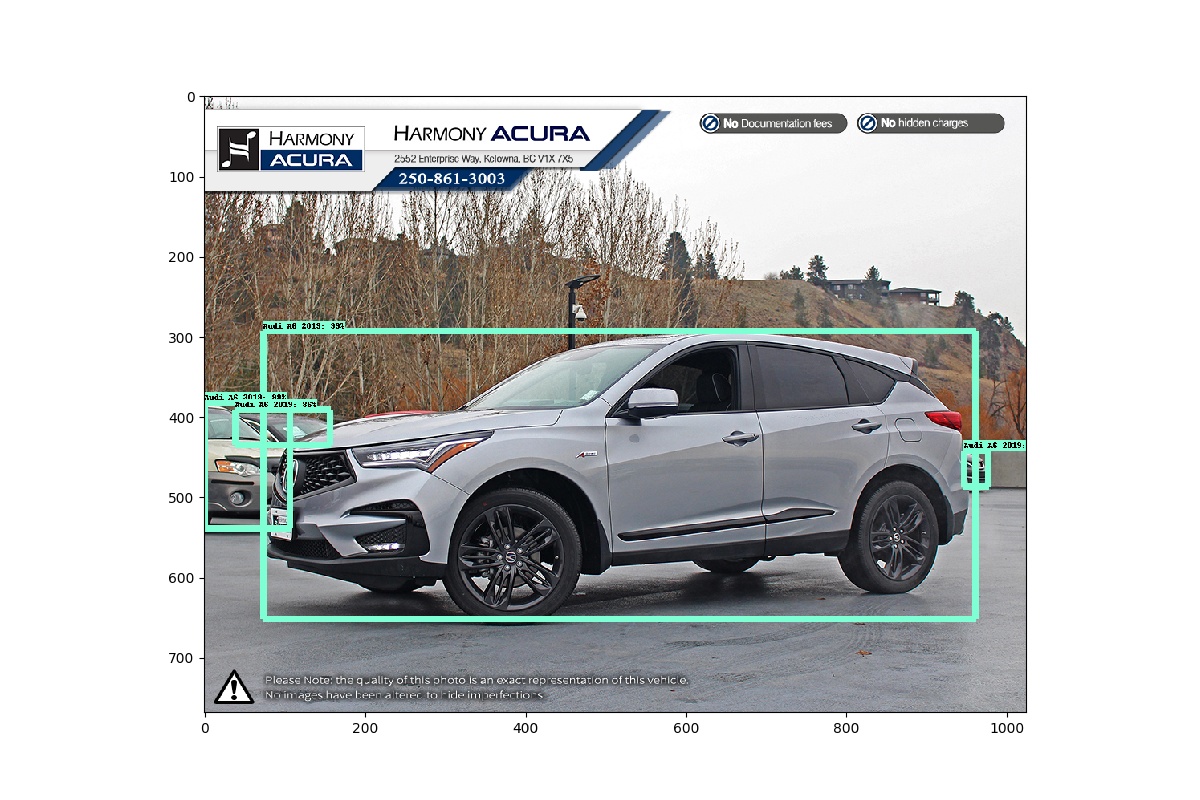 HARMONY
ACURA
HARMONY ACURA
2552 Enterprise Way, Kelowna, BC V1X 7X5
250-861-3003
No Documentation fees
No hidden charges
0
100
200
300
400
500
600
700
Audi A6 2019: 99%
Audi A6 2019: 99%
Audi A6 2019: 86%
Audi A6 2019:
Please Note: the quality of this photo is an exact representation of this vehicle.
No images have been altered to hide imperfections.
0
200
400
600
800
1000